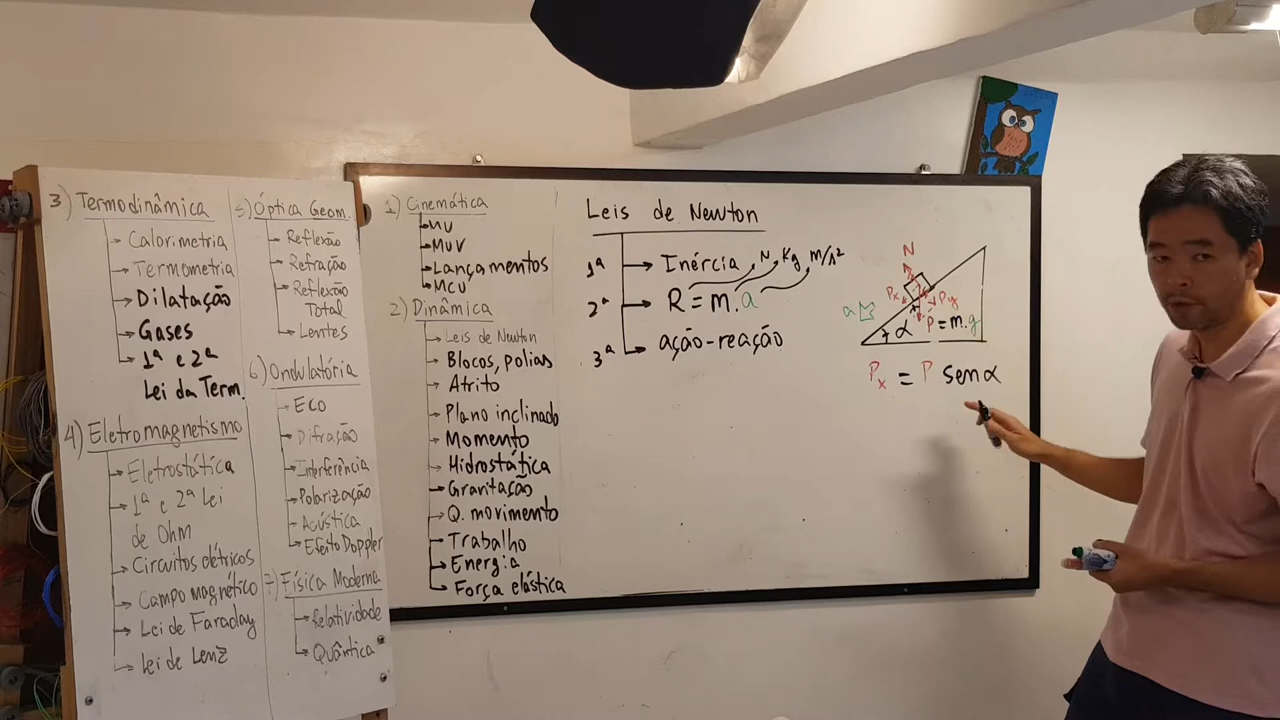 3) Termodinâmica
Calorimetria
Termometria
Dilatação
Gases
1ª e 2ª
Lei da Term.
4) Eletromagnetismo
Eletrostática
1ª e 2ª Lei
de Ohm
Circuitos elétricos
Campo magnético
Lei de Faraday
Lei de Lenz
5) Óptica Geom.
Reflexão
Refração
Reflexão
Total
Lentes
6) Ondulatória
Eco
Difração
Interferência
Polarização
Acústica
Efeito Doppler
7) Física Moderna
Relatividade
Quântica
1) Cinemática
MU
MUV
Lançamentos
MCU
2) Dinâmica
Leis de Newton
Blocos, polias
Atrito
Plano inclinado
Momento
Hidrostática
Gravitação
Q. movimento
Trabalho
Energia
Força elástica
Leis de Newton
1ª Inércia N Kg m/s²
2ª R = m.a
3ª ação-reação
N
Px Py
a
α P = m.g
Px = P sen α